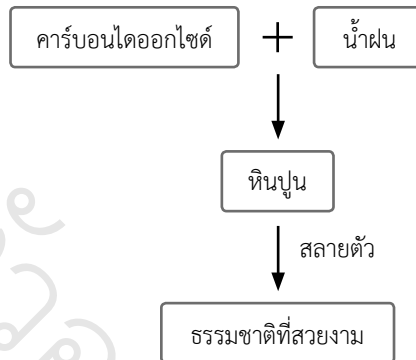 คาร์บอนไดออกไซด์ + น้ำฝน
หินปูน
สลายตัว
ธรรมชาติที่สวยงาม